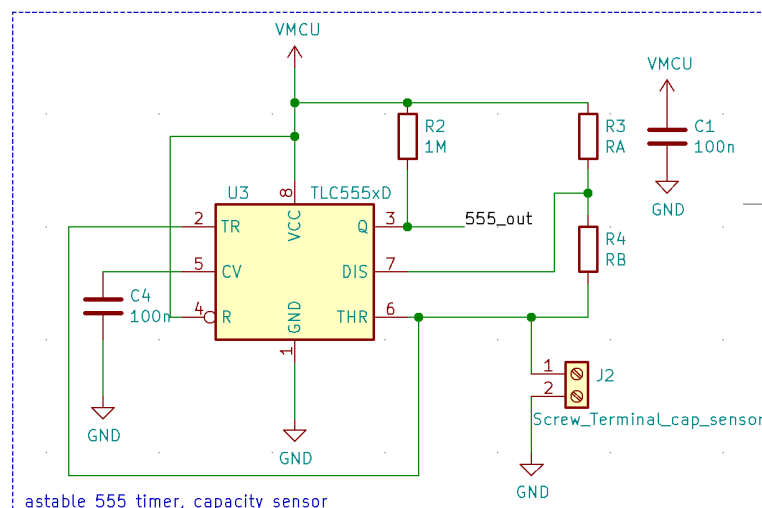 VMCU
VMCU
R2
1M
R3
RA
C1
100n
GND
U3
TLC555xD
8
VCC
2
TR
3
Q
555_out
R4
RB
5
CV
7
DIS
C4
100n
4
R
GND
6
THR
1
GND
GND
1
2
J2
Screw_Terminal_cap_sensor
GND
astable 555 timer, capacity sensor